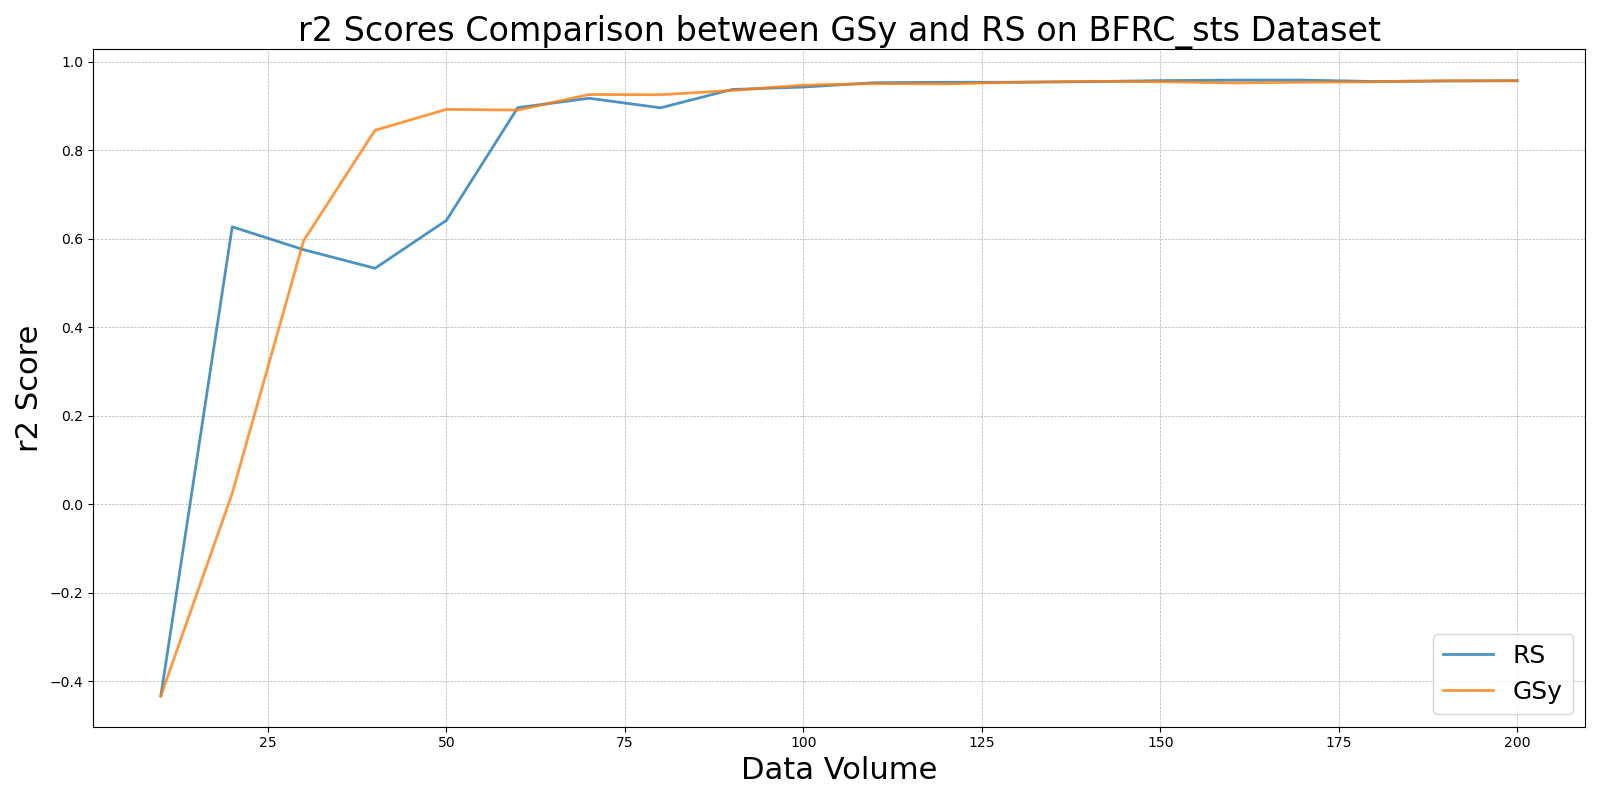 r2 Scores Comparison between GSy and RS on BFRC_sts Dataset
r2 Score
1.0
0.8
0.6
0.4
0.2
0.0
−0.2
−0.4
25 50 75 100 125 150 175 200
Data Volume
RS
GSy